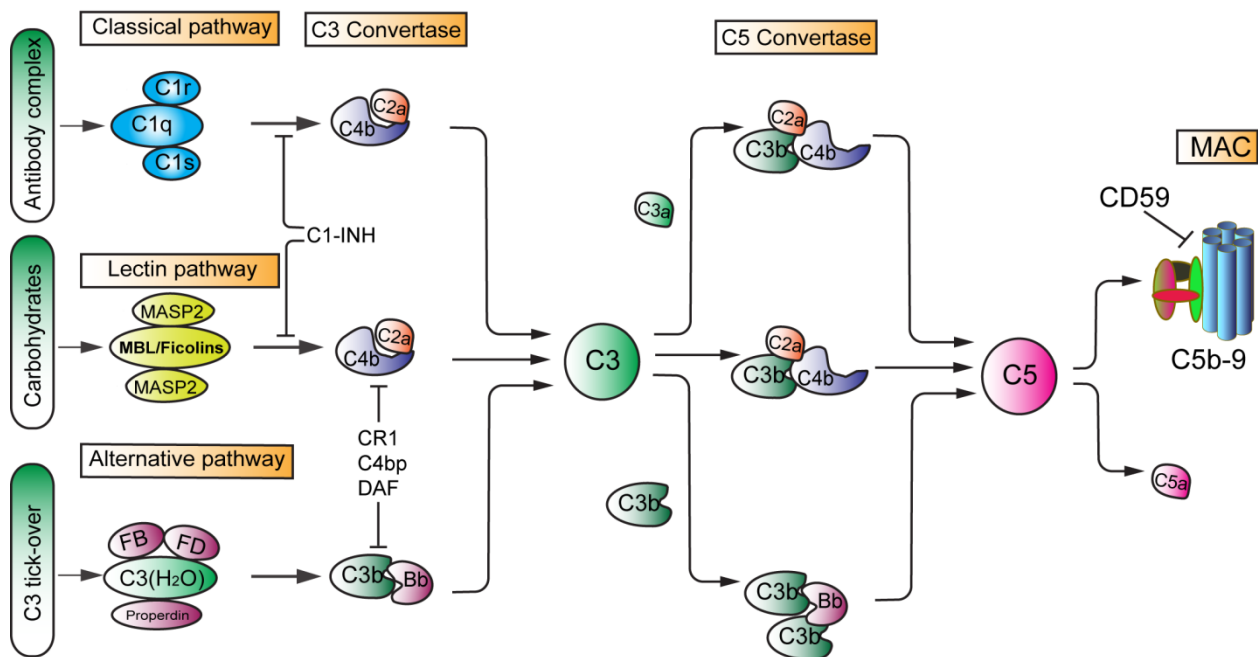 Classical pathway
C3 Convertase
C5 Convertase
MAC
Antibody complex
C1r
C1q
C1s
C2a
C4b
C2a
C3b
C4b
C3a
CD59
C1-INH
Carbohydrates
Lectin pathway
MASP2
MBL/Ficolins
MASP2
C2a
C4b
C3
C2a
C3b
C4b
C5
C5b-9
CR1
C4bp
DAF
C3 tick-over
Alternative pathway
FB
FD
C3(H₂O)
Properdin
C3b
Bb
C3b
C3b
Bb
C3b
C5a